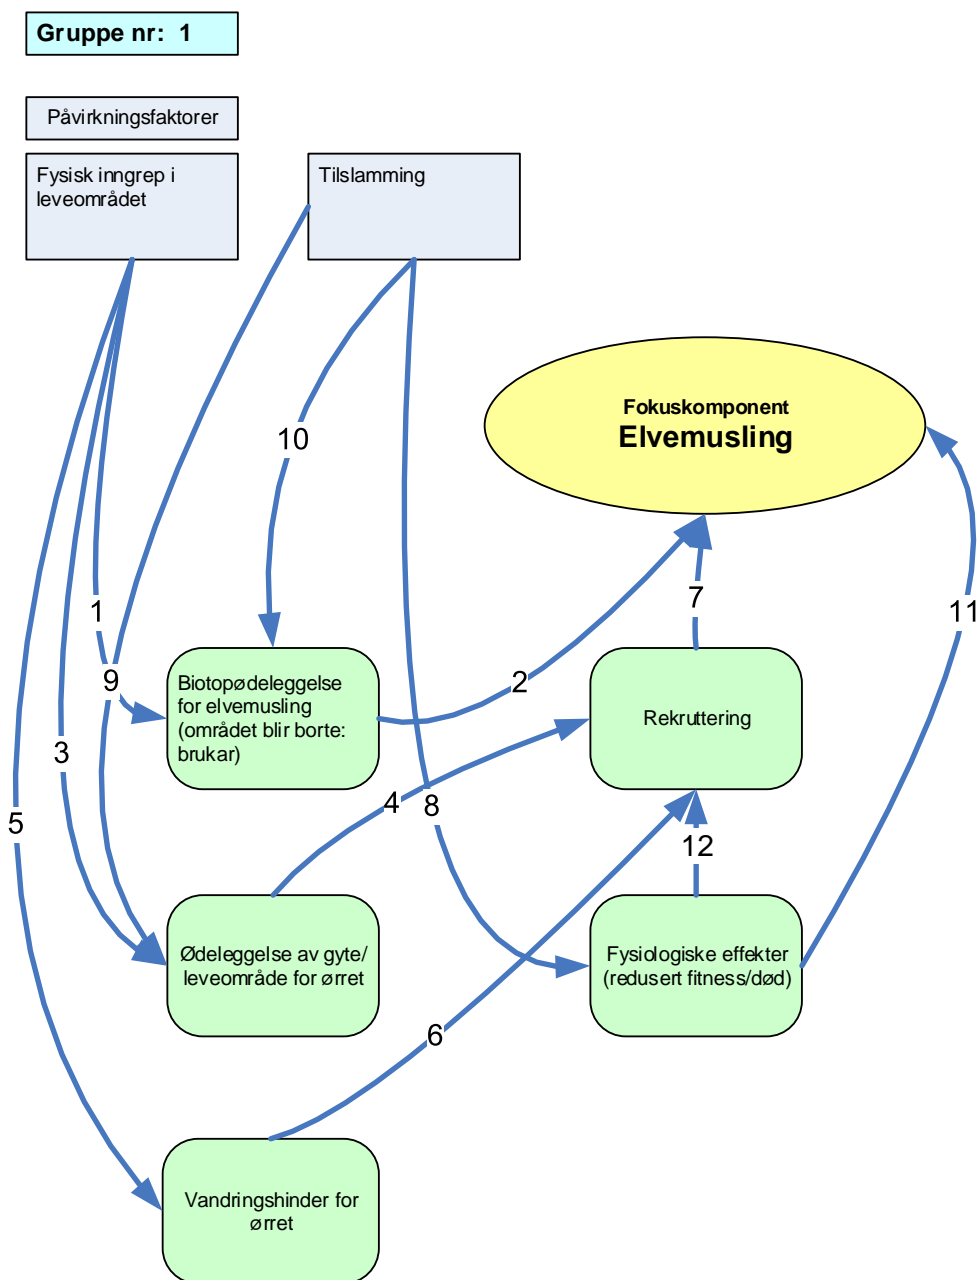 Gruppe nr: 1
Påvirkningsfaktorer
Fysisk inngrep i
leveområdet
Tilslamming
10
Fokuskomponent
Elvemusling
1
7
11
9
2
Biotopødeleggelse
for elvemusling
(området blir borte:
brukar)
Rekruttering
3
5
4
8
12
Ødeleggelse av gyte/
leveområde for ørret
Fysiologiske effekter
(redusert fitness/død)
6
Vandringshinder for
ørret